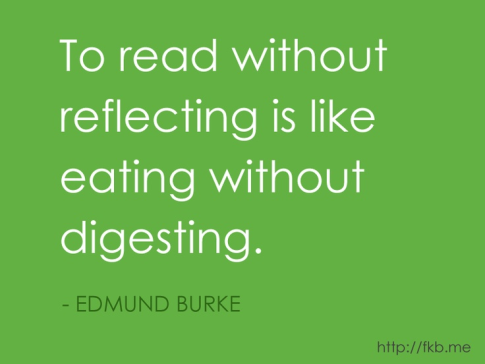 To read without
reflecting is like
eating without
digesting.
- EDMUND BURKE
http://fkb.me